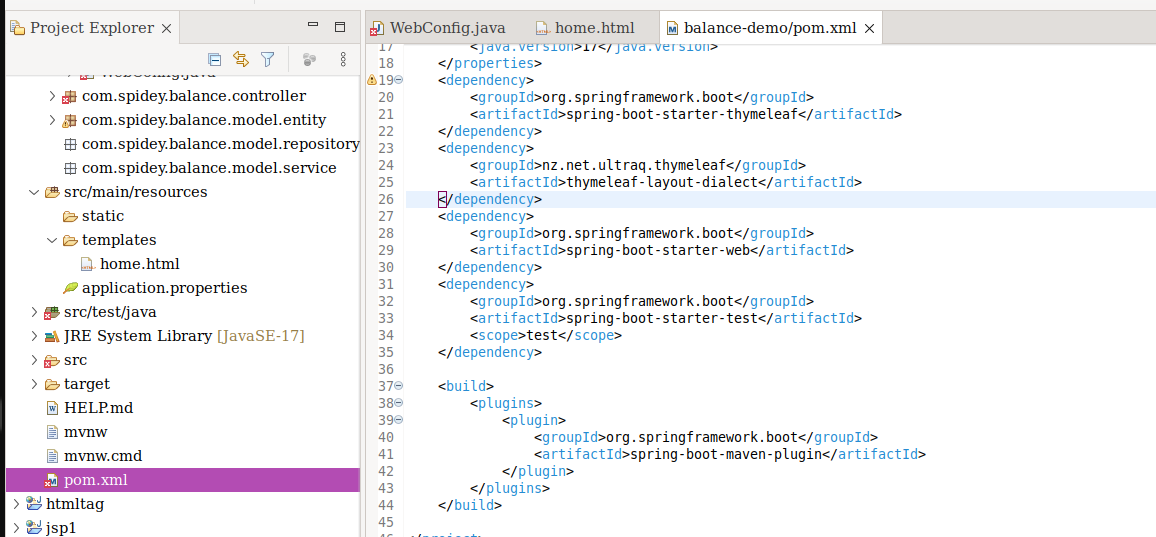 Project Explorer
WebConfig.java
com.spidey.balance.controller
com.spidey.balance.model.entity
com.spidey.balance.model.repository
com.spidey.balance.model.service
src/main/resources
static
templates
home.html
application.properties
src/test/java
JRE System Library [JavaSE-17]
src
target
HELP.md
mvnw
mvnw.cmd
pom.xml
htmltag
jsp1
WebConfig.java
home.html
balance-demo/pom.xml
17 <java.version>17</java.version>
18 </properties>
19 <dependency>
20 <groupId>org.springframework.boot</groupId>
21 <artifactId>spring-boot-starter-thymeleaf</artifactId>
22 </dependency>
23 <dependency>
24 <groupId>nz.net.ultraq.thymeleaf</groupId>
25 <artifactId>thymeleaf-layout-dialect</artifactId>
26 </dependency>
27 <dependency>
28 <groupId>org.springframework.boot</groupId>
29 <artifactId>spring-boot-starter-web</artifactId>
30 </dependency>
31 <dependency>
32 <groupId>org.springframework.boot</groupId>
33 <artifactId>spring-boot-starter-test</artifactId>
34 <scope>test</scope>
35 </dependency>
36
37 <build>
38 <plugins>
39 <plugin>
40 <groupId>org.springframework.boot</groupId>
41 <artifactId>spring-boot-maven-plugin</artifactId>
42 </plugin>
43 </plugins>
44 </build>
45
46 </project>